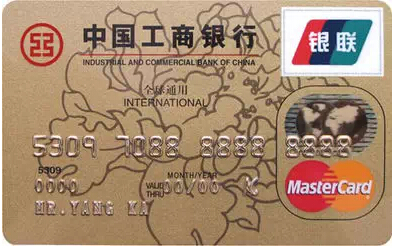 中国工商银行
INDUSTRIAL AND COMMERCIAL BANK OF CHINA
银联
全球通用
INTERNATIONAL
5309 7088 8888 8888
5309
MONTH/YEAR
0000 VALID THRU 00/00 K
MR.YANG KA
MasterCard